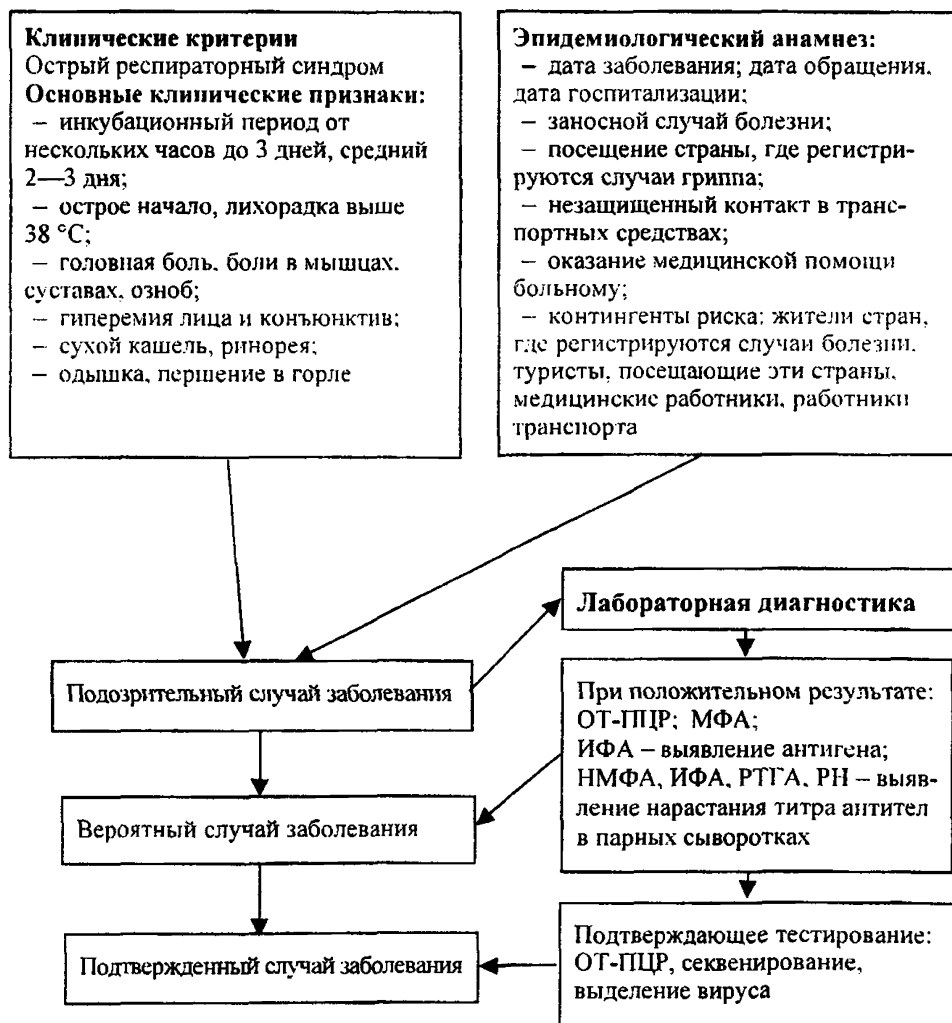 Клинические критерии
Острый респираторный синдром
Основные клинические признаки:
– инкубационный период от
нескольких часов до 3 дней, средний
2—3 дня;
– острое начало, лихорадка выше
38 °С;
– головная боль, боли в мышцах,
суставах, озноб;
– гиперемия лица и конъюнктив;
– сухой кашель, ринорея;
– одышка, першение в горле
Эпидемиологический анамнез:
– дата заболевания; дата обращения,
дата госпитализации;
– заносной случай болезни;
– посещение страны, где регистри-
руются случаи гриппа;
– незащищенный контакт в транс-
портных средствах;
– оказание медицинской помощи
больному;
– контингенты риска: жители стран,
где регистрируются случаи болезни,
туристы, посещающие эти страны,
медицинские работники, работники
транспорта
Лабораторная диагностика
Подозрительный случай заболевания
При положительном результате:
ОТ-ПЦР; МФА;
ИФА – выявление антигена;
НМФА, ИФА, РТГА, РН – выяв-
ление нарастания титра антител
в парных сыворотках
Вероятный случай заболевания
Подтверждающее тестирование:
ОТ-ПЦР, секвенирование,
выделение вируса
Подтвержденный случай заболевания